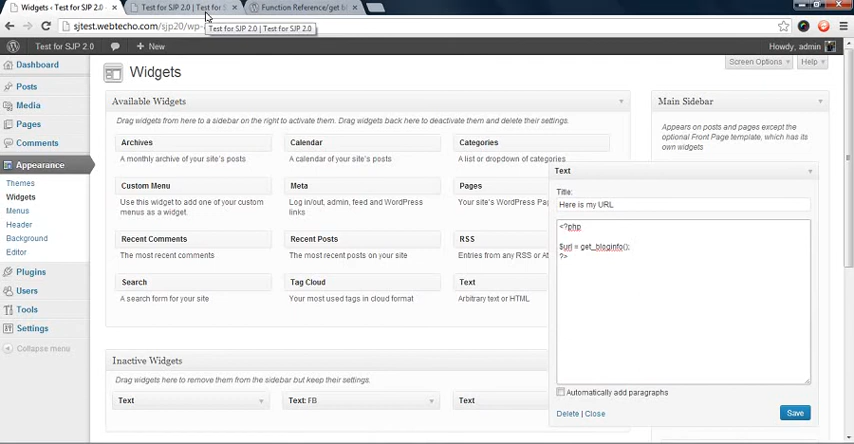 Widgets ‹ Test for SJP 2.0
Test for SJP 2.0 | Test for S
Function Reference/get bl
sjtest.webtecho.com/sjp20/wp-
Test for SJP 2.0 | Test for SJP 2.0
Test for SJP 2.0
+ New
Howdy, admin
Screen Options
Help
Dashboard
Posts
Media
Pages
Comments
Appearance
Themes
Widgets
Menus
Header
Background
Editor
Plugins
Users
Tools
Settings
Collapse menu
Widgets
Available Widgets
Drag widgets from here to a sidebar on the right to activate them. Drag widgets back here to deactivate them and delete their settings.
Archives
Calendar
Categories
A monthly archive of your site's posts
A calendar of your site's posts
A list or dropdown of categories
Custom Menu
Meta
Pages
Use this widget to add one of your custom
menus as a widget.
Log in/out, admin, feed and WordPress
links
Your site's WordPress P
Recent Comments
Recent Posts
RSS
The most recent comments
The most recent posts on your site
Entries from any RSS or A
Search
Tag Cloud
Text
A search form for your site
Your most used tags in cloud format
Arbitrary text or HTML
Inactive Widgets
Drag widgets here to remove them from the sidebar but keep their settings.
Text
Text: FB
Text
Main Sidebar
Appears on posts and pages except the
optional Front Page template, which has its
own widgets
Text
Title:
Here is my URL
<?php
$url = get_bloginfo();
?>
Automatically add paragraphs
Delete | Close
Save